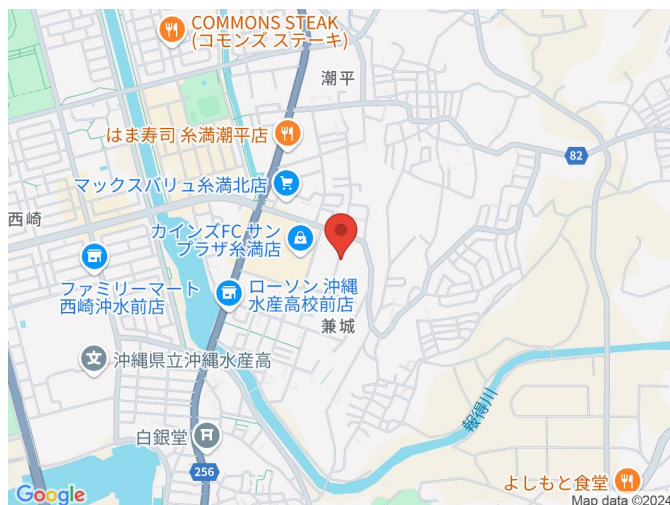 COMMONS STEAK
(コモンズ ステーキ)
潮平
はま寿司 糸満潮平店
82
マックスバリュ糸満北店
西崎
カインズFC サン
プラザ糸満店
ファミリーマート
西崎沖水前店
ローソン 沖縄
水産高校前店
兼城
沖縄県立沖縄水産高
報得川
白銀堂
256
よしもと食堂
Google
Map data ©2024